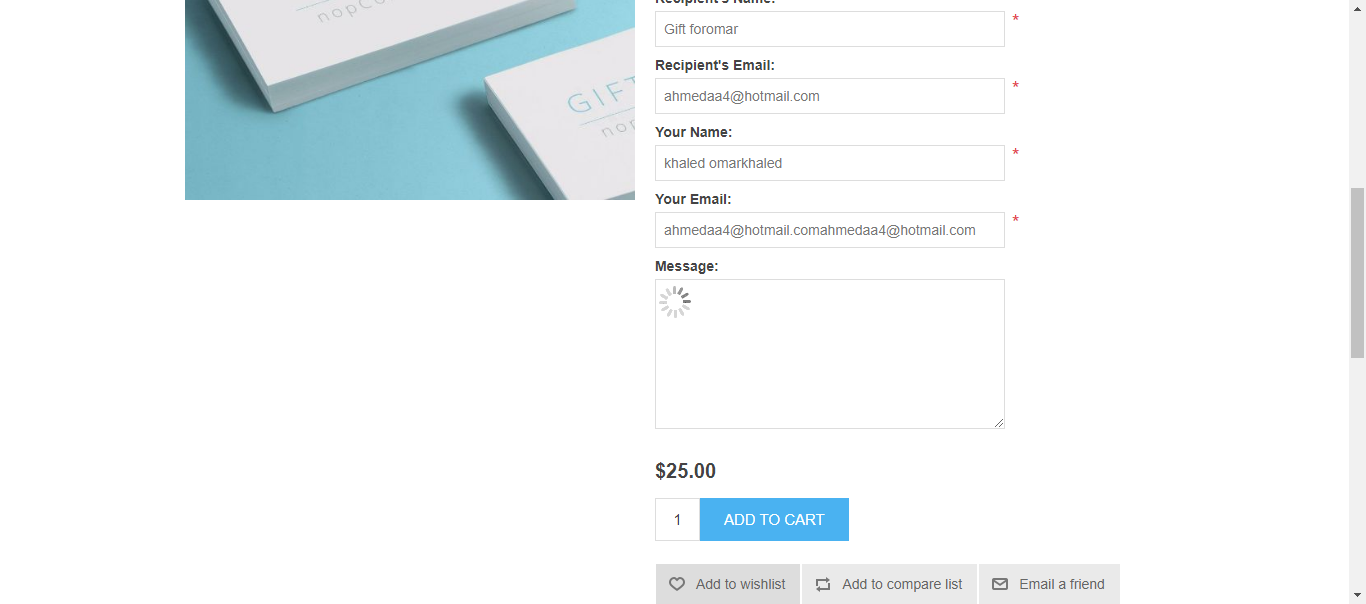 nopCo
GIFT
nop
Recipient's Name:
Gift foromar
*
Recipient's Email:
ahmedaa4@hotmail.com
*
Your Name:
khaled omarkhaled
*
Your Email:
ahmedaa4@hotmail.comahmedaa4@hotmail.com
*
Message:
$25.00
1 ADD TO CART
Add to wishlist Add to compare list Email a friend